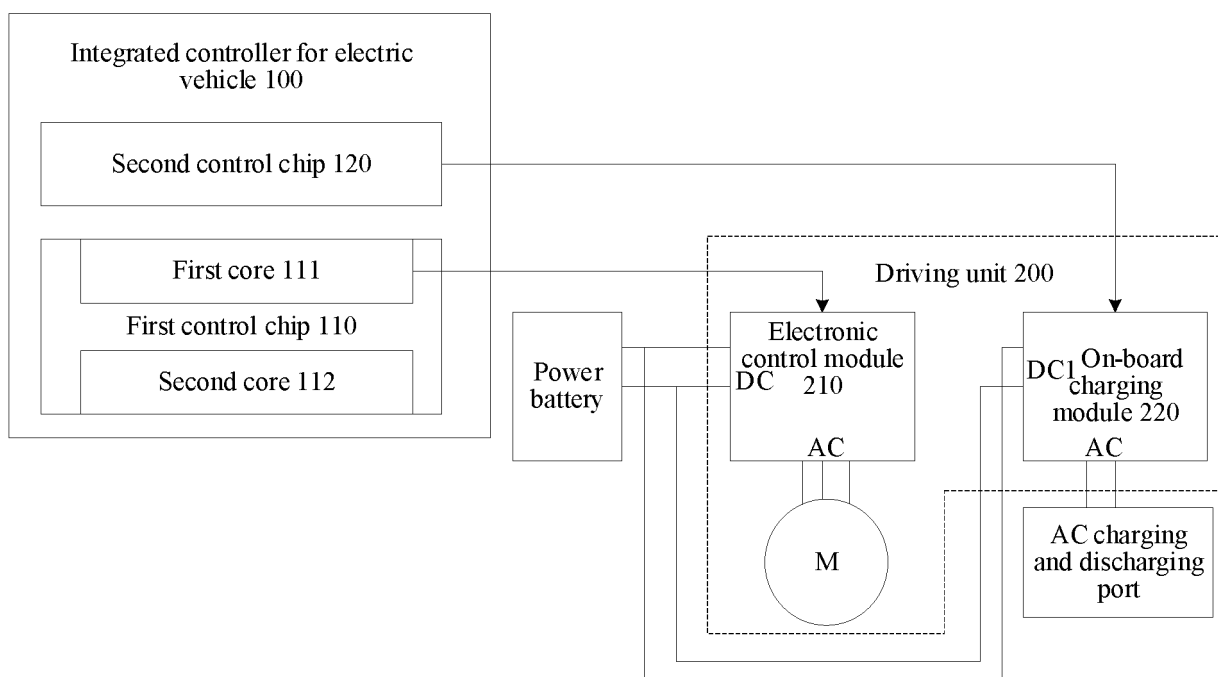 Integrated controller for electric
vehicle 100
Second control chip 120
First core 111
First control chip 110
Second core 112
Driving unit 200
Power
battery
Electronic
control module
DC
210
AC
M
On-board
DC1
charging
module 220
AC
AC charging
and discharging
port